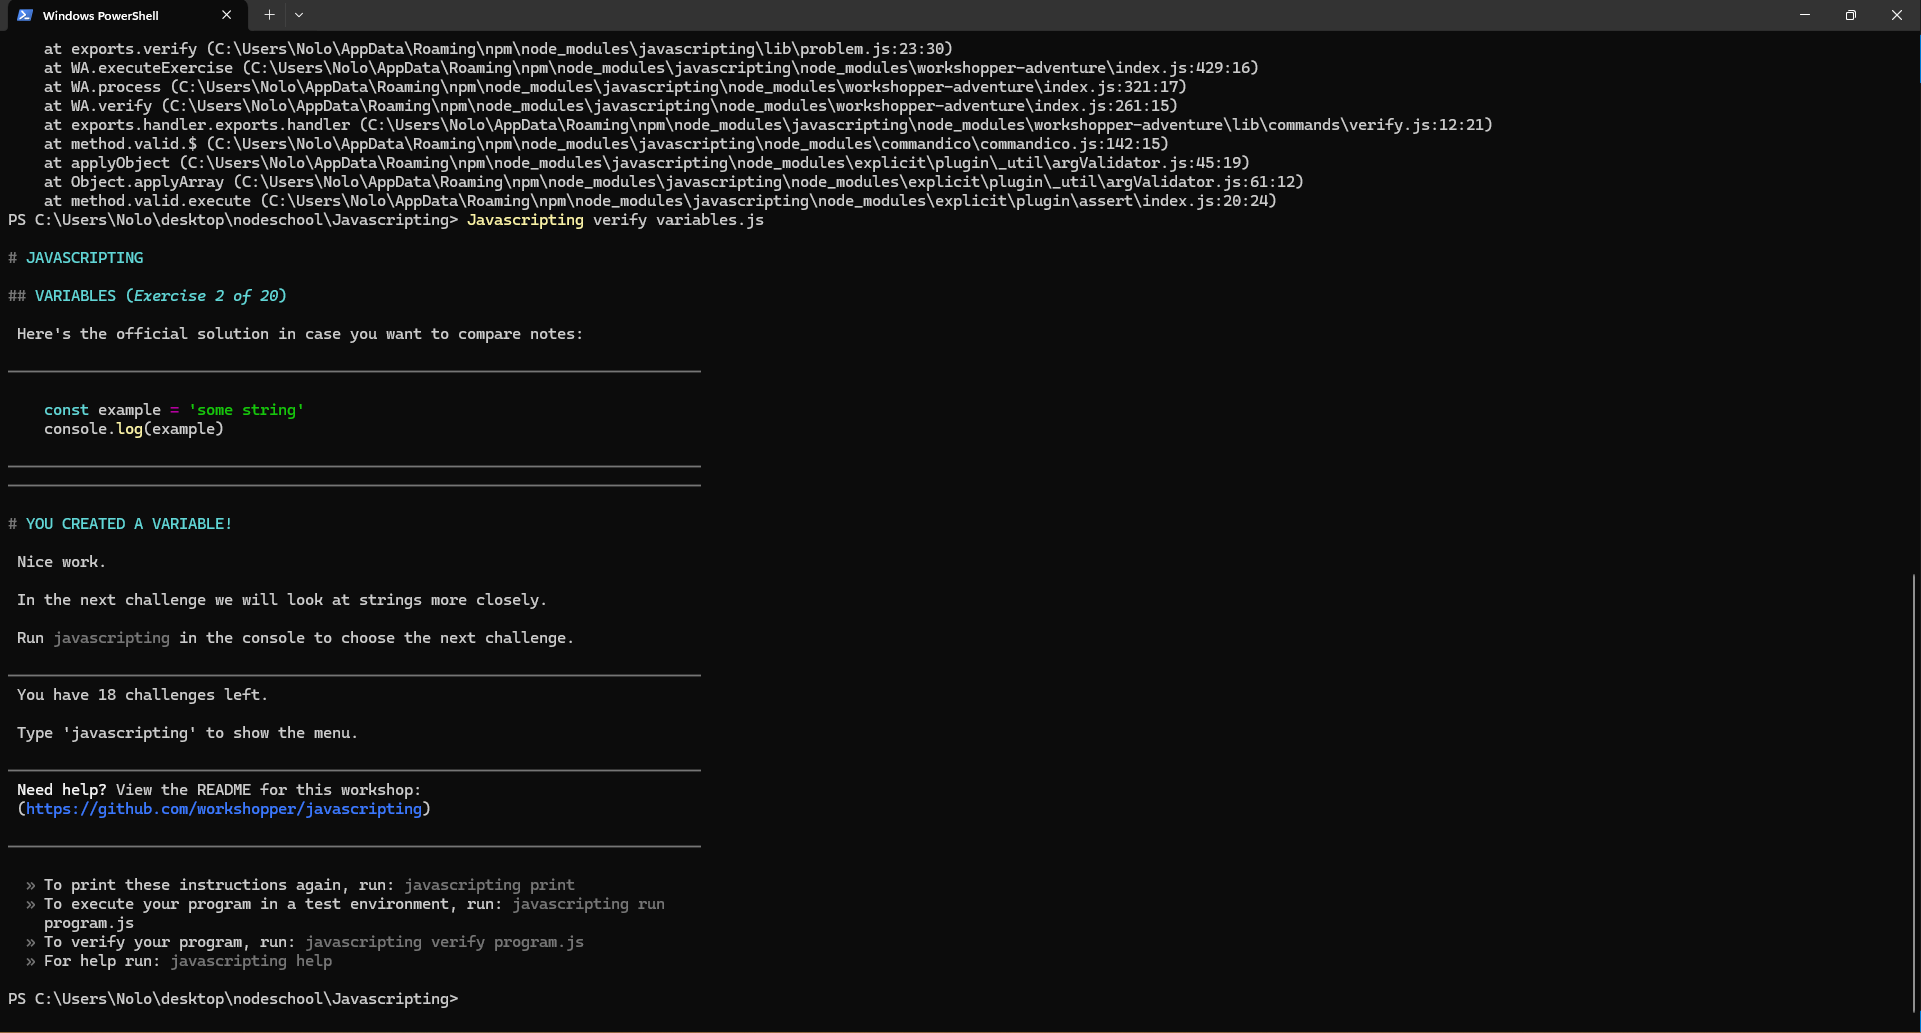 Windows PowerShell
at exports.verify (C:\Users\Nolo\AppData\Roaming\npm\node_modules\javascripting\lib\problem.js:23:30)
at WA.executeExercise (C:\Users\Nolo\AppData\Roaming\npm\node_modules\javascripting\node_modules\workshopper-adventure\index.js:429:16)
at WA.process (C:\Users\Nolo\AppData\Roaming\npm\node_modules\javascripting\node_modules\workshopper-adventure\index.js:321:17)
at WA.verify (C:\Users\Nolo\AppData\Roaming\npm\node_modules\javascripting\node_modules\workshopper-adventure\index.js:261:15)
at exports.handler.exports.handler (C:\Users\Nolo\AppData\Roaming\npm\node_modules\javascripting\node_modules\workshopper-adventure\lib\commands\verify.js:12:21)
at method.valid.$ (C:\Users\Nolo\AppData\Roaming\npm\node_modules\javascripting\node_modules\commandico\commandico.js:142:15)
at applyObject (C:\Users\Nolo\AppData\Roaming\npm\node_modules\javascripting\node_modules\explicit\plugin\_util\argValidator.js:45:19)
at Object.applyArray (C:\Users\Nolo\AppData\Roaming\npm\node_modules\javascripting\node_modules\explicit\plugin\_util\argValidator.js:61:12)
at method.valid.execute (C:\Users\Nolo\AppData\Roaming\npm\node_modules\javascripting\node_modules\explicit\plugin\assert\index.js:20:24)
PS C:\Users\Nolo\desktop\nodeschool\Javascripting> Javascripting verify variables.js
# JAVASCRIPTING
## VARIABLES (Exercise 2 of 20)
Here's the official solution in case you want to compare notes:
const example = 'some string'
console.log(example)
# YOU CREATED A VARIABLE!
Nice work.
In the next challenge we will look at strings more closely.
Run javascripting in the console to choose the next challenge.
You have 18 challenges left.
Type 'javascripting' to show the menu.
Need help? View the README for this workshop:
(https://github.com/workshopper/javascripting)
» To print these instructions again, run: javascripting print
» To execute your program in a test environment, run: javascripting run
program.js
» To verify your program, run: javascripting verify program.js
» For help run: javascripting help
PS C:\Users\Nolo\desktop\nodeschool\Javascripting>